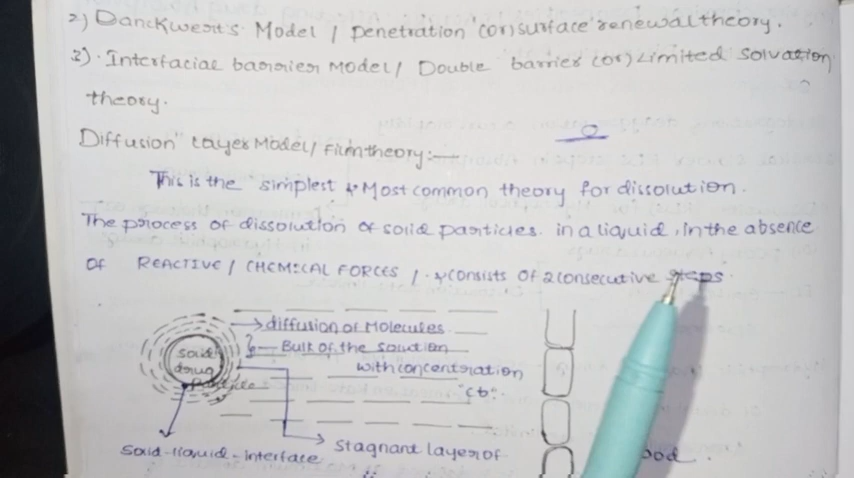 2) Danckwert's Model / penetration (or) surface renewal theory.
3). Interfacial barrier Model / Double barrier (or) Limited Solvation
theory.
Diffusion Layer Model / Film theory:-
This is the simplest & Most common theory for dissolution.
The process of dissolution of solid particles in a liquid, in the absence
OF REACTIVE / CHEMICAL FORCES / consists of 2 consecutive steps.
diffusion of Molecules
Bulk of the Solution
with concentration
"Cb".
Solid
drug
Particle
Solid-liquid-interface
Stagnant layer of